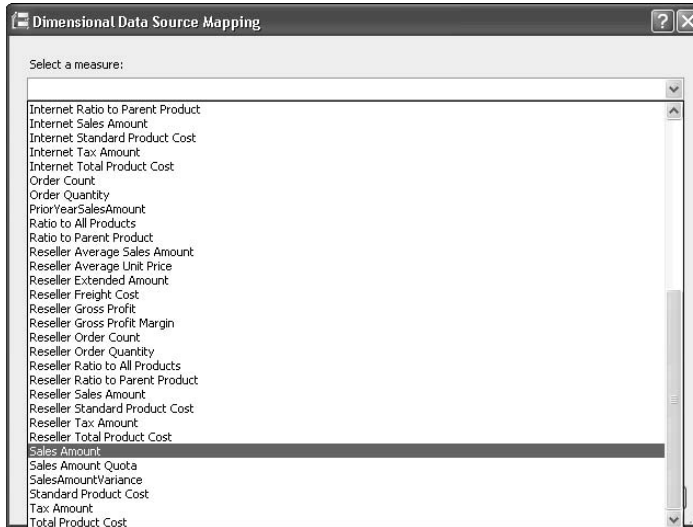 Dimensional Data Source Mapping
Select a measure:
Internet Ratio to Parent Product
Internet Sales Amount
Internet Standard Product Cost
Internet Tax Amount
Internet Total Product Cost
Order Count
Order Quantity
PriorYearSalesAmount
Ratio to All Products
Ratio to Parent Product
Reseller Average Sales Amount
Reseller Average Unit Price
Reseller Extended Amount
Reseller Freight Cost
Reseller Gross Profit
Reseller Gross Profit Margin
Reseller Order Count
Reseller Order Quantity
Reseller Ratio to All Products
Reseller Ratio to Parent Product
Reseller Sales Amount
Reseller Standard Product Cost
Reseller Tax Amount
Reseller Total Product Cost
Sales Amount
Sales Amount Quota
SalesAmountVariance
Standard Product Cost
Tax Amount
Total Product Cost